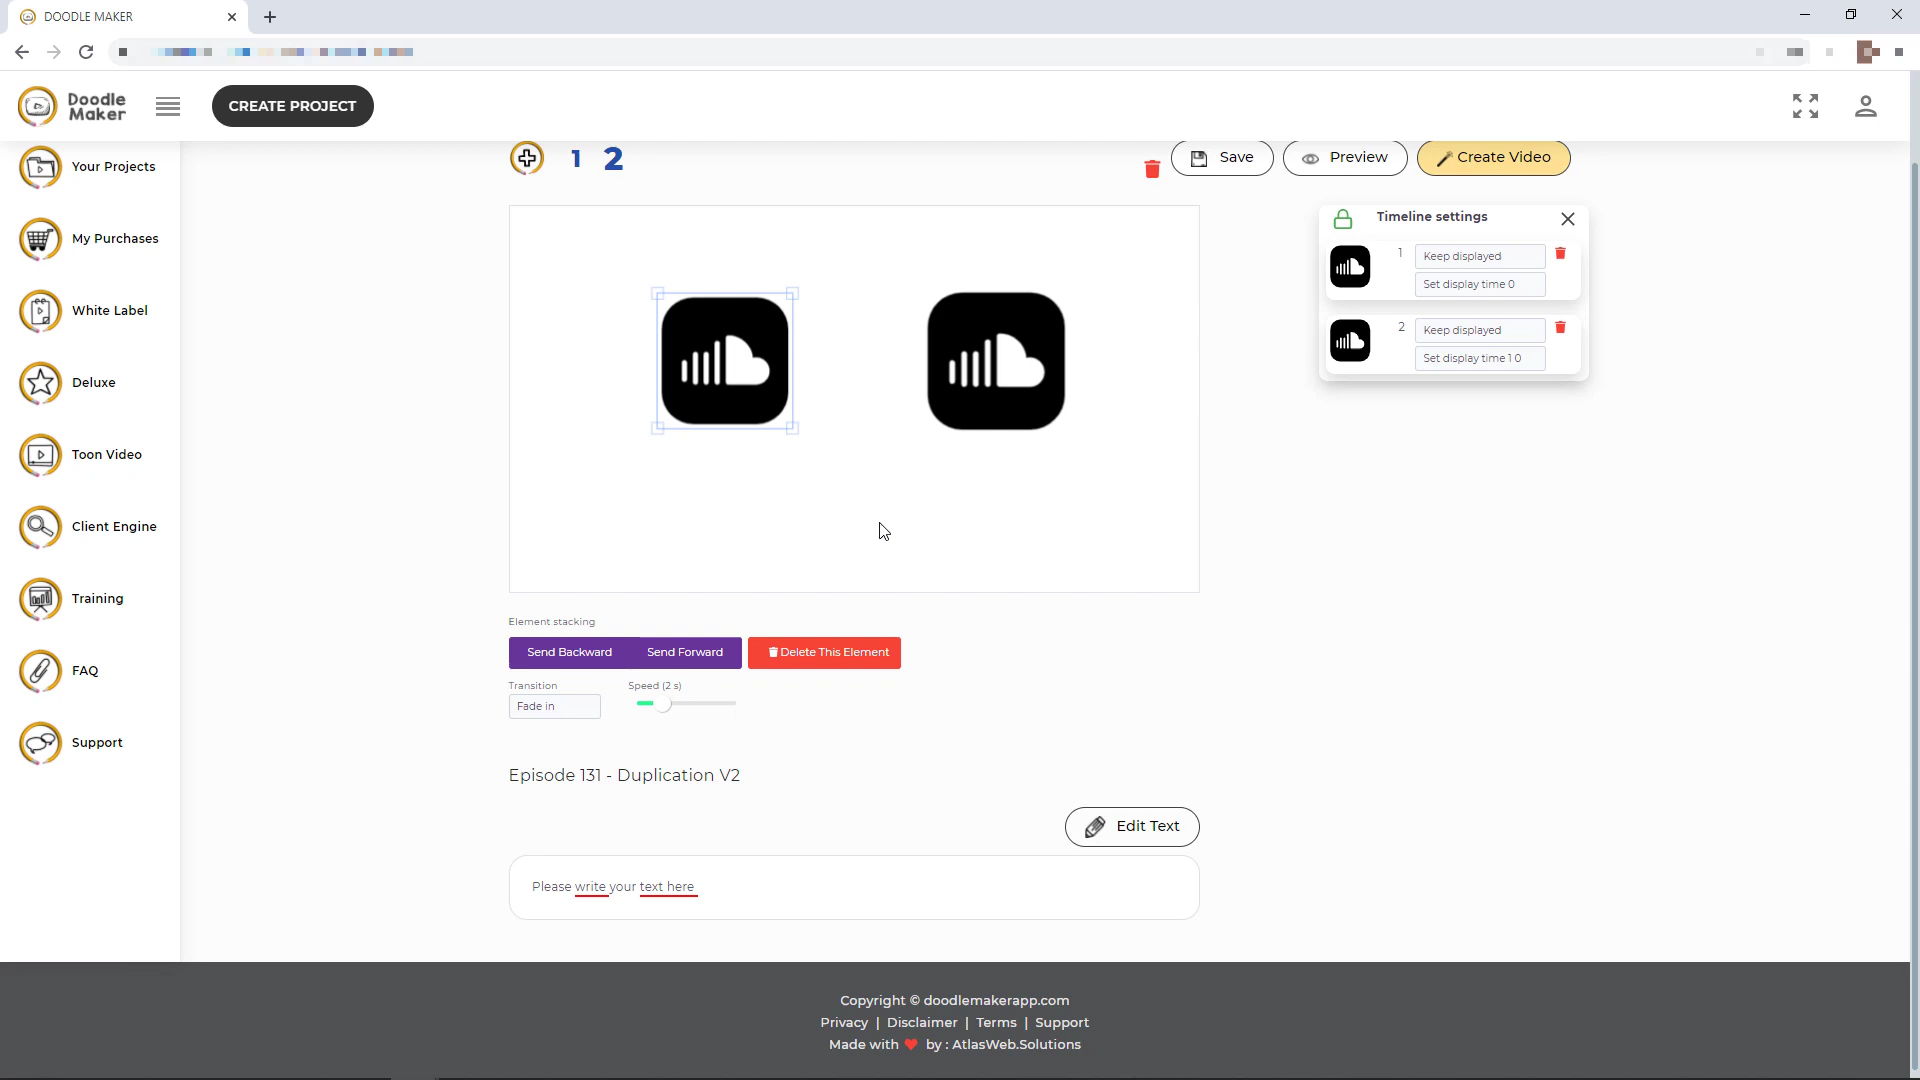 DOODLE MAKER
Doodle
Maker
CREATE PROJECT
1 2
Save
Preview
Create Video
Your Projects
My Purchases
White Label
Deluxe
Toon Video
Client Engine
Training
FAQ
Support
Timeline settings
1
Keep displayed
Set display time 0
2
Keep displayed
Set display time 1 0
Element stacking
Send Backward
Send Forward
Delete This Element
Transition
Speed (2 s)
Fade in
Episode 131 - Duplication V2
Edit Text
Please write your text here
Copyright © doodlemakerapp.com
Privacy | Disclaimer | Terms | Support
Made with ❤ by : AtlasWeb.Solutions